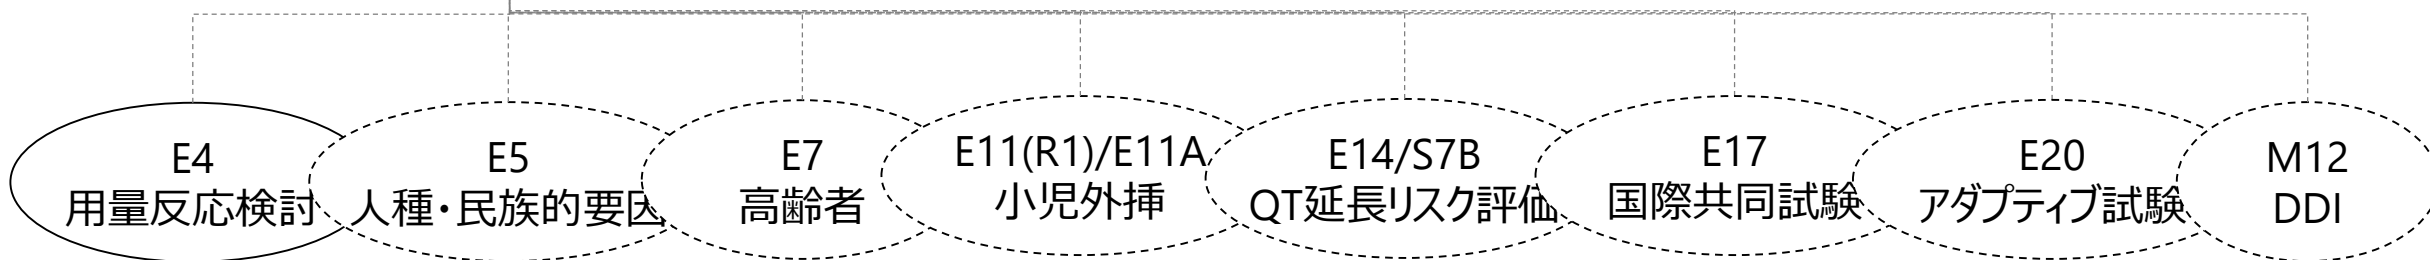 E4
用量反応検討
E5
人種・民族的要因
E7
高齢者
E11(R1)/E11A
小児外挿
E14/S7B
QT延長リスク評価
E17
国際共同試験
E20
アダプティブ試験
M12
DDI